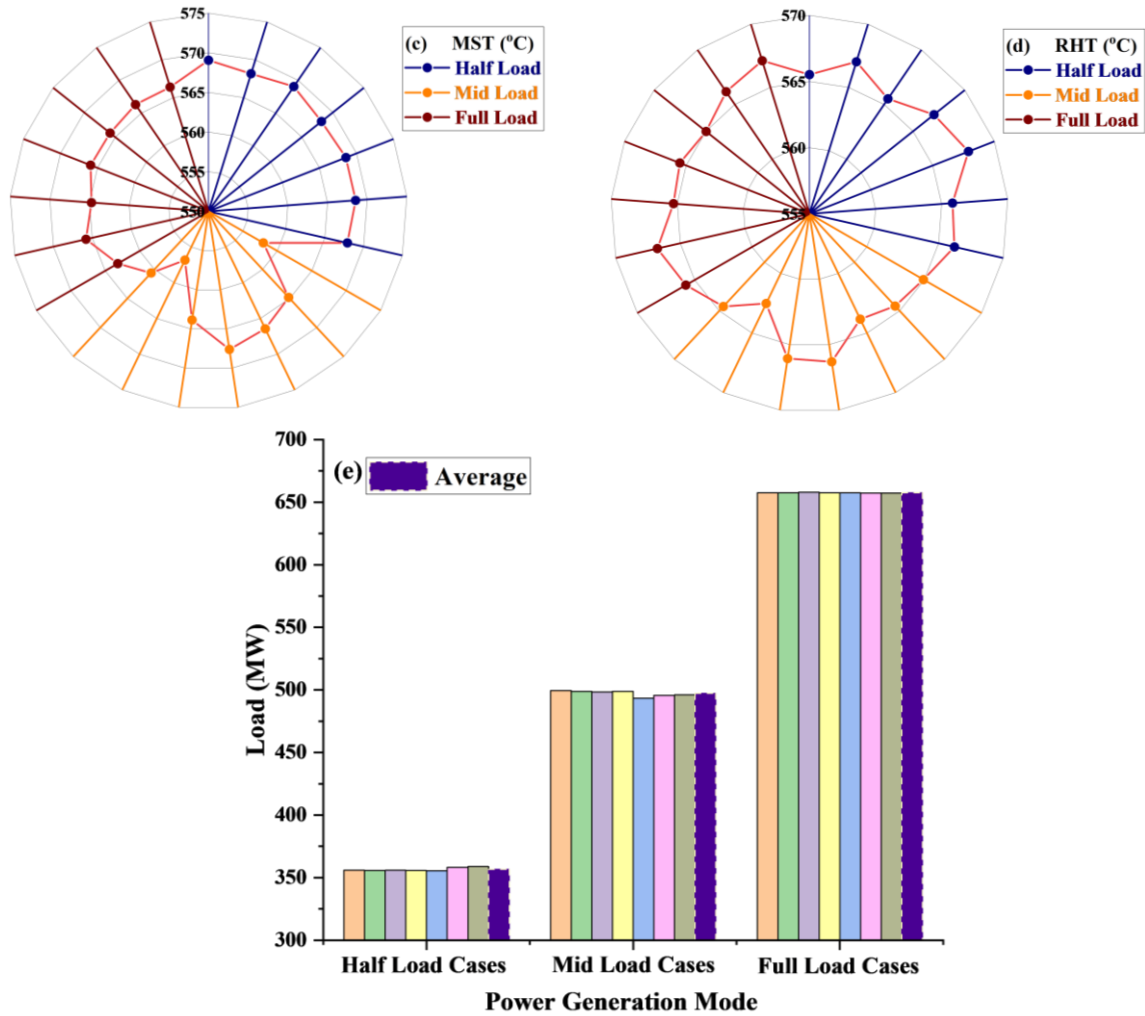 575
570
565
560
555
550
(c) MST (°C)
Half Load
Mid Load
Full Load
570
565
560
555
(d) RHT (°C)
Half Load
Mid Load
Full Load
(e) Average
700
650
600
550
500
450
400
350
300
Load (MW)
Half Load Cases Mid Load Cases Full Load Cases
Power Generation Mode